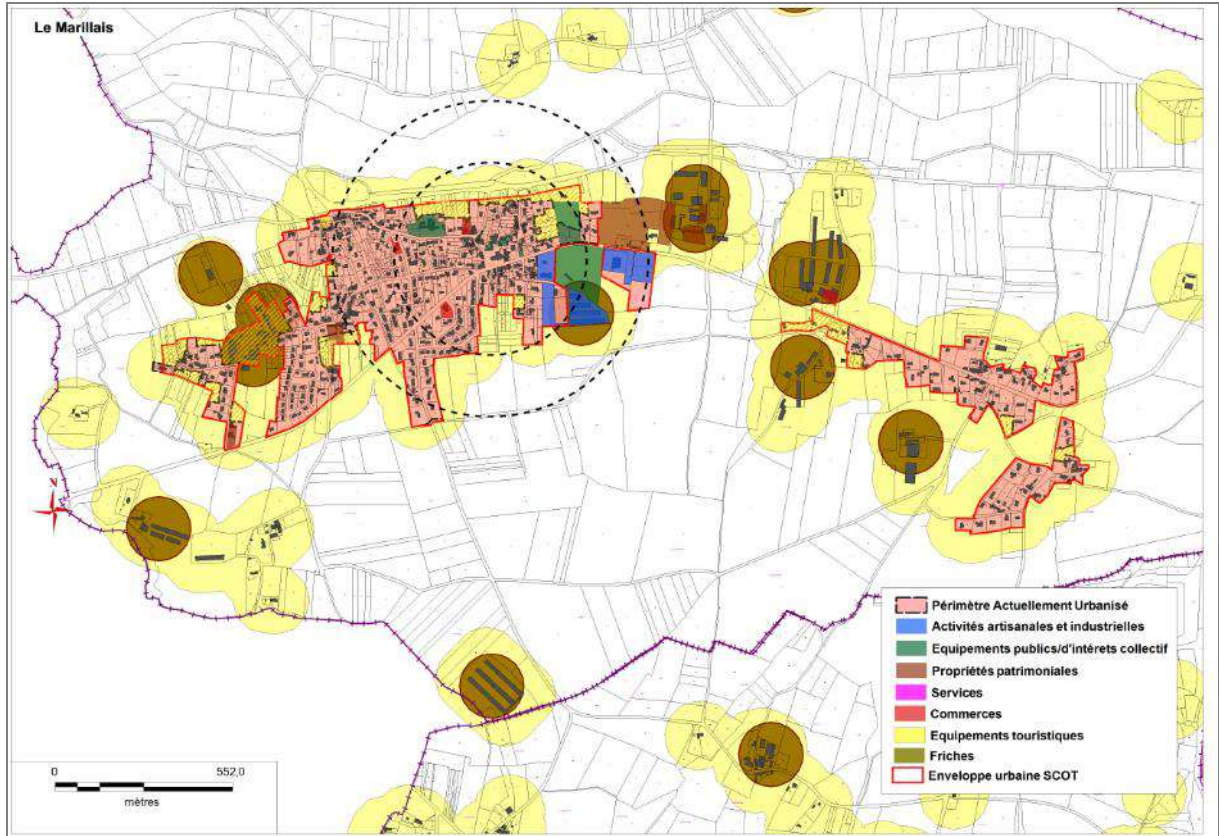 Le Marillais
N
Périmètre Actuellement Urbanisé
Activités artisanales et industrielles
Equipements publics/d'intérets collectif
Propriétés patrimoniales
Services
Commerces
Equipements touristiques
Friches
Enveloppe urbaine SCOT
0 552,0
mètres